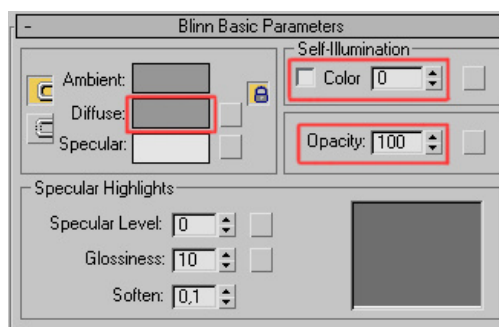 - Blinn Basic Parameters
Self-Illumination
Ambient:
Color 0
Diffuse:
Specular:
Opacity: 100
Specular Highlights
Specular Level: 0
Glossiness: 10
Soften: 0,1